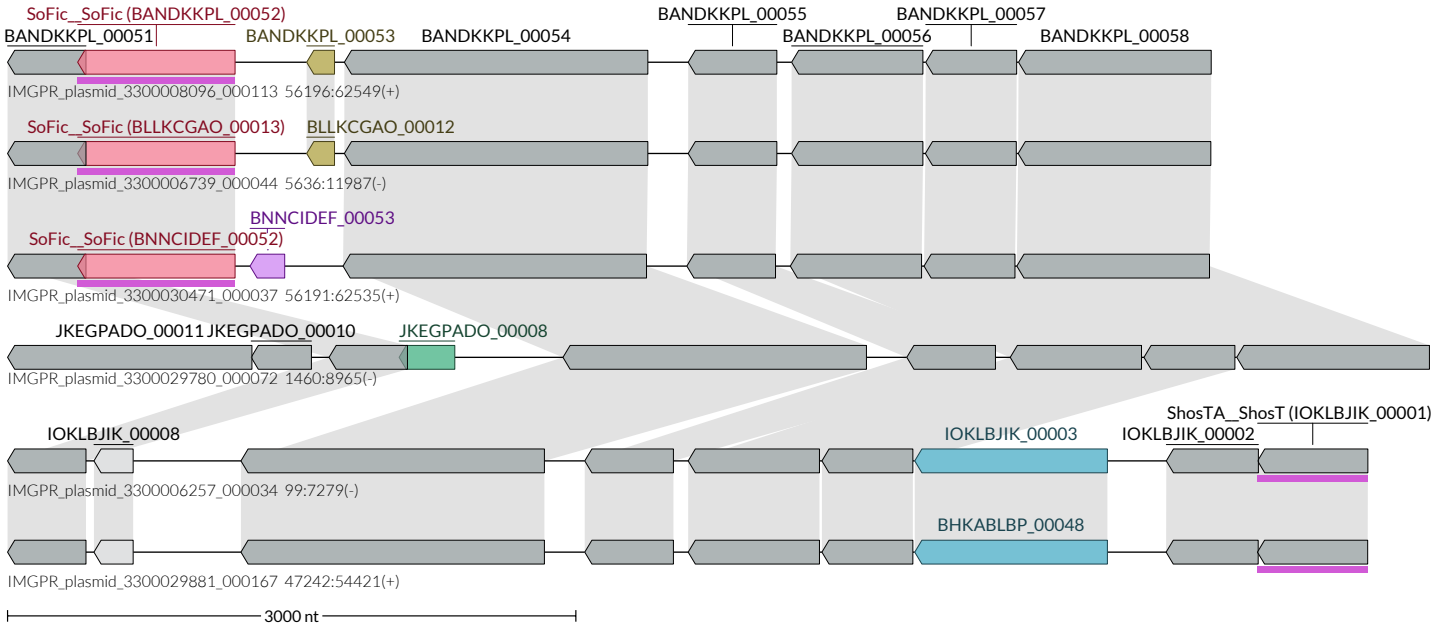 SoFic__SoFic (BANDKKPL_00052)
BANDKKPL_00055
BANDKKPL_00057
BANDKKPL_00051
BANDKKPL_00053
BANDKKPL_00054
BANDKKPL_00056
BANDKKPL_00058
IMGPR_plasmid_3300008096_000113 56196:62549(+)
SoFic__SoFic (BLLKCGAO_00013)
BLLKCGAO_00012
IMGPR_plasmid_3300006739_000044 5636:11987(-)
BNNCIDEF_00053
SoFic__SoFic (BNNCIDEF_00052)
IMGPR_plasmid_3300030471_000037 56191:62535(+)
JKEGPADO_00011
JKEGPADO_00010
JKEGPADO_00008
IMGPR_plasmid_3300029780_000072 1460:8965(-)
ShosTA__ShosT (IOKLBJIK_00001)
IOKLBJIK_00008
IOKLBJIK_00003
IOKLBJIK_00002
IMGPR_plasmid_3300006257_000034 99:7279(-)
BHKABLBP_00048
IMGPR_plasmid_3300029881_000167 47242:54421(+)
3000 nt